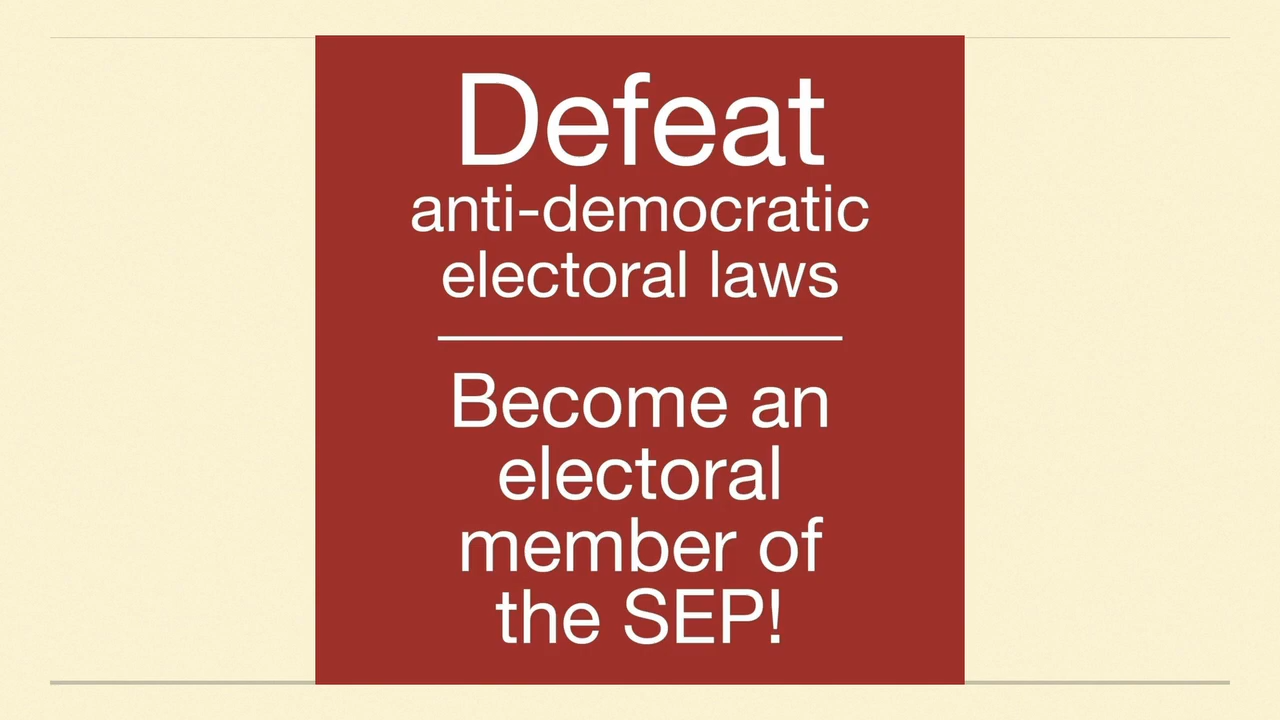 Defeat
anti-democratic
electoral laws
Become an
electoral
member of
the SEP!